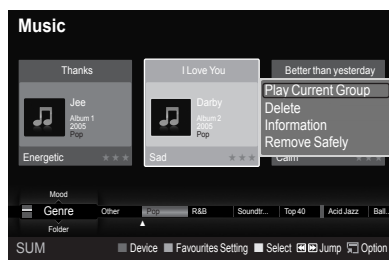 Music
Thanks
I Love You
Better than yesterday
Jee
Album 1
2005
Pop
Darby
Album 2
2005
Pop
Play Current Group
Delete
Information
Remove Safely
Energetic
Sad
Calm
Mood
Genre
Other
Pop
R&B
Soundtr...
Top 40
Acid Jazz
Ball..
Folder
SUM
Device
Favourites Setting
Select
Jump
Option